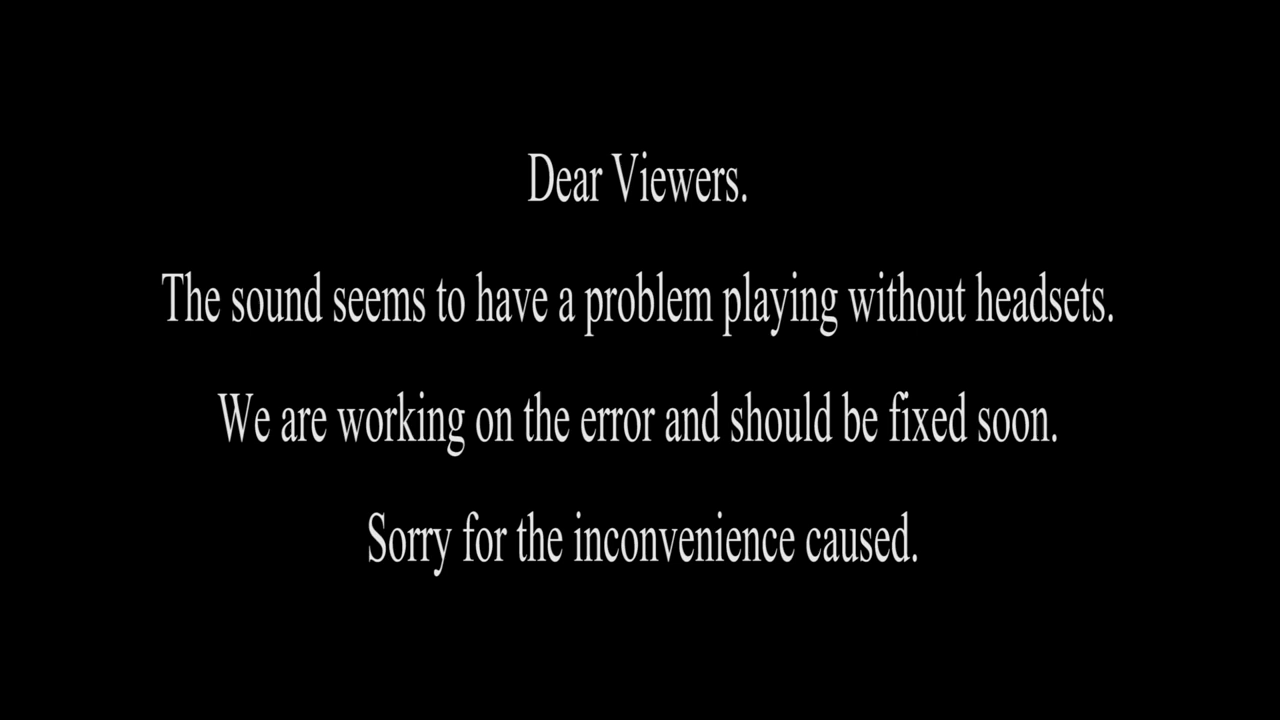 Dear Viewers.
The sound seems to have a problem playing without headsets.
We are working on the error and should be fixed soon.
Sorry for the inconvenience caused.